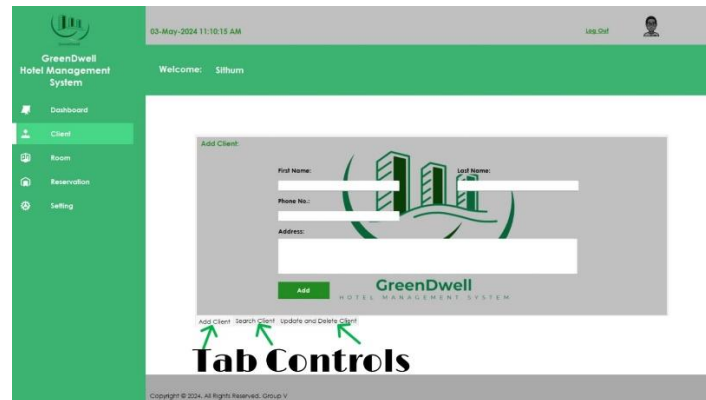 GreenDwell
Hotel Management
System
Dashboard
Client
Room
Reservation
Setting
03-May-2024 11:10:15 AM
Log Out
Welcome: Sithum
Add Client:
First Name:
Last Name:
Phone No.:
Address:
Add
GreenDwell
HOTEL MANAGEMENT SYSTEM
Add Client Search Client Update and Delete Client
Tab Controls
Copyright © 2024. All Rights Reserved. Group V